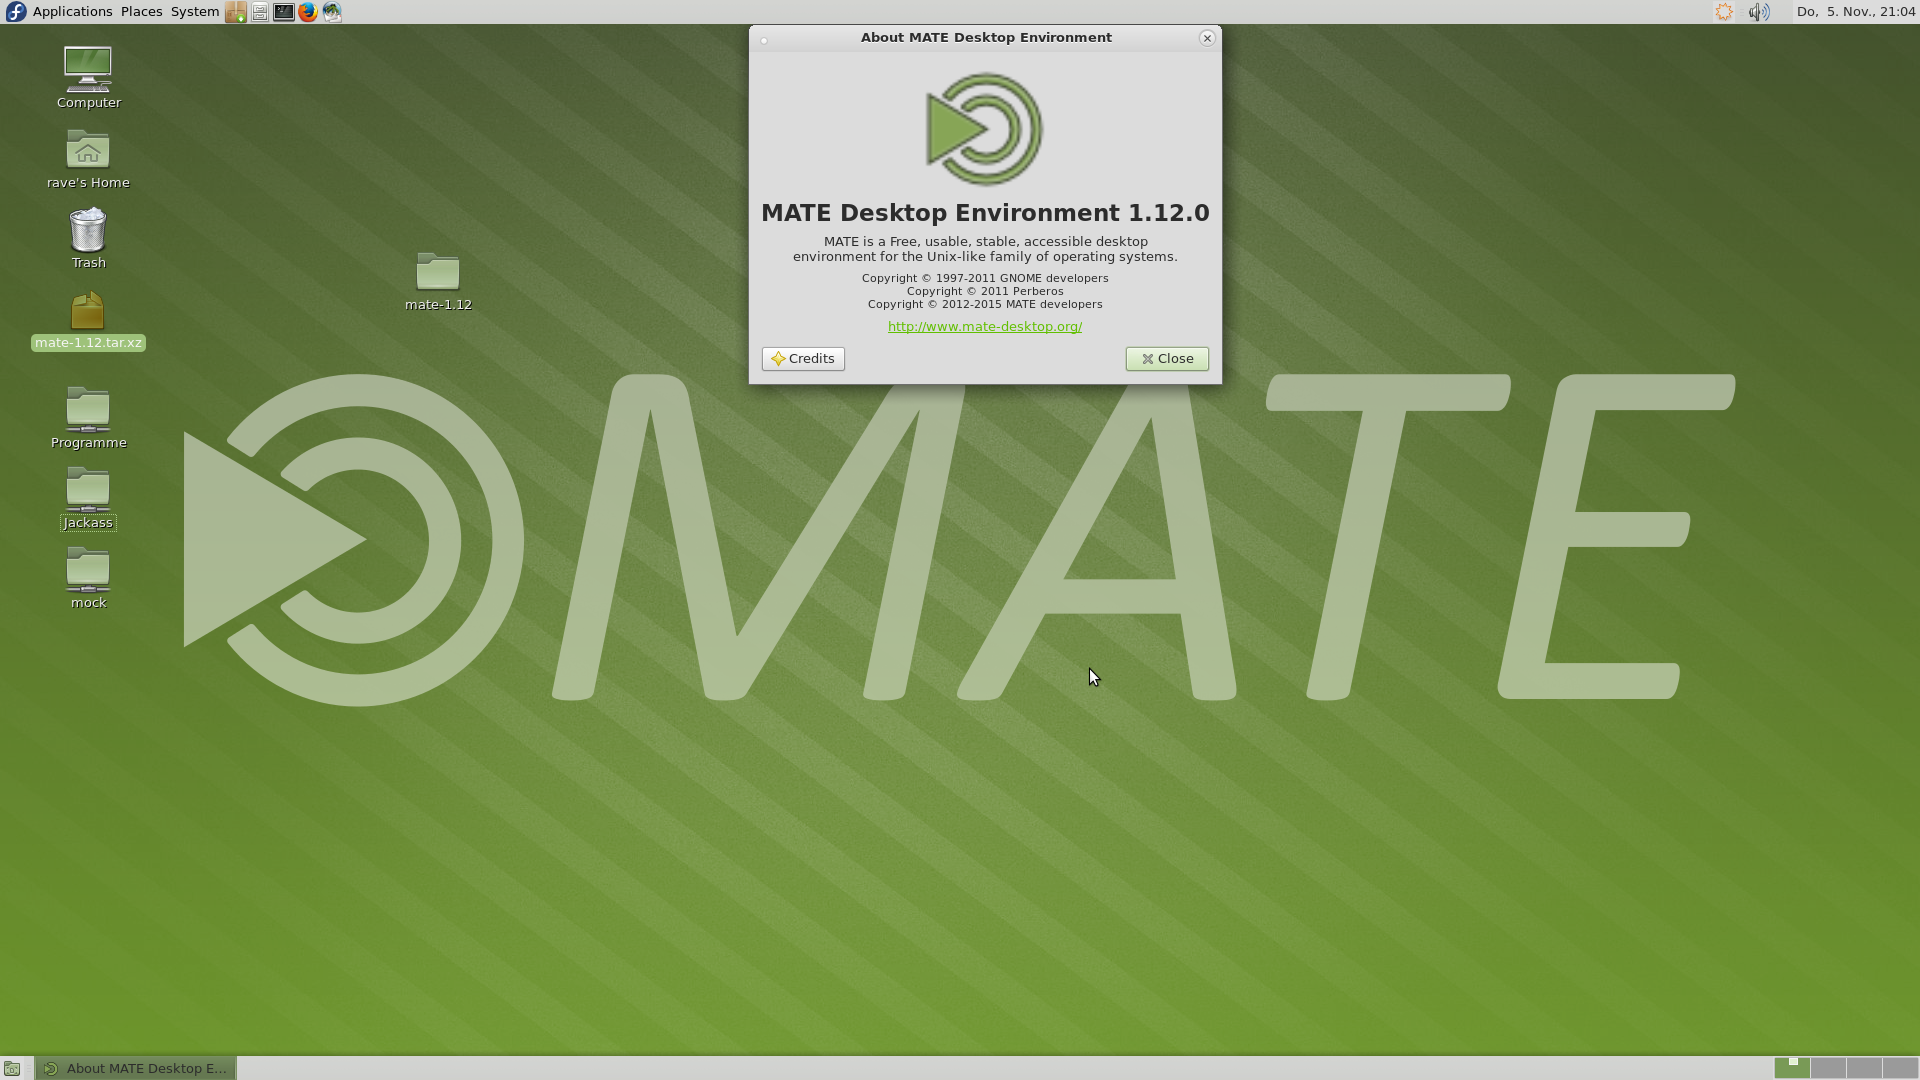 Applications Places System
Do,  5. Nov., 21:04
About MATE Desktop Environment
MATE Desktop Environment 1.12.0
MATE is a Free, usable, stable, accessible desktop
environment for the Unix-like family of operating systems.
Copyright © 1997-2011 GNOME developers
Copyright © 2011 Perberos
Copyright © 2012-2015 MATE developers
http://www.mate-desktop.org/
Credits
Close
Computer
rave's Home
Trash
mate-1.12
mate-1.12.tar.xz
Programme
Jackass
mock
MATE
About MATE Desktop E...